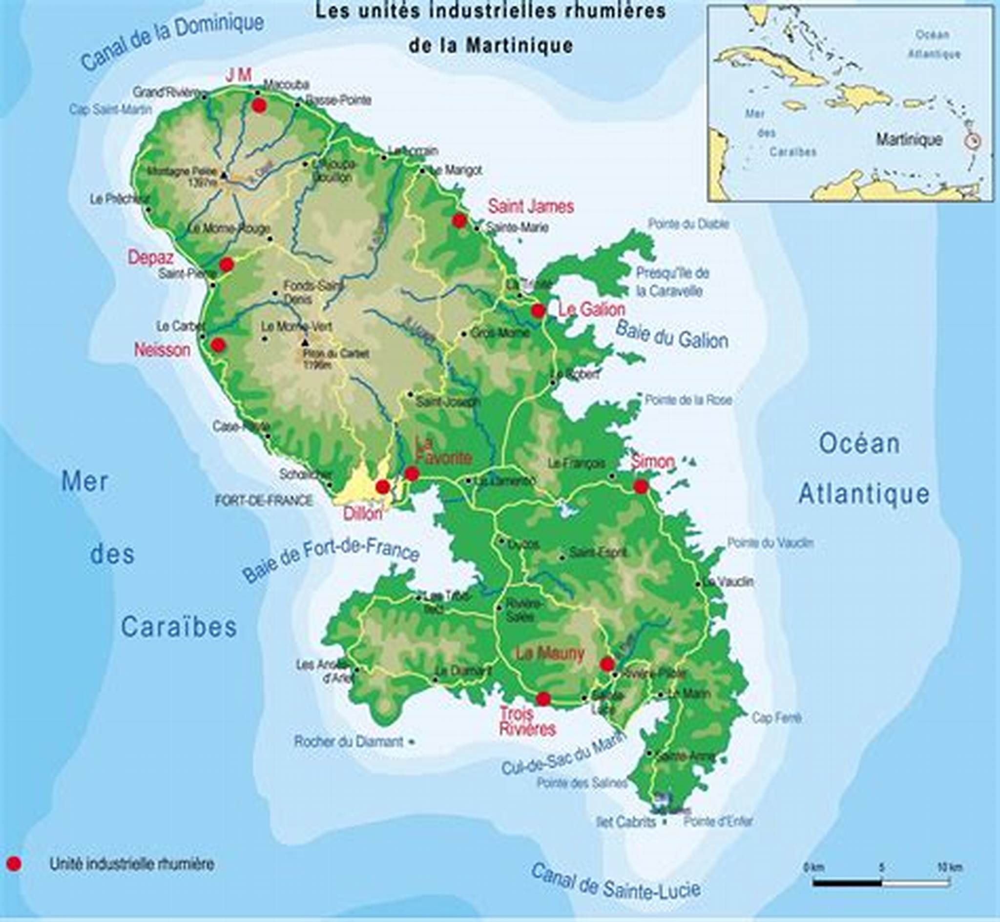 Les unités industrielles rhumières
de la Martinique
Canal de la Dominique
Océan
Atlantique
Mer
des
Caraïbes
Martinique
J M
Macouba
Grand'Rivière
Basse-Pointe
Cap Saint-Martin
Le Lorrain
Le Marigot
Montagne Pelée
1397m
Le Prêcheur
Saint James
Sainte-Marie
Pointe du Diable
Le Morne-Rouge
Depaz
Saint-Pierre
Presqu'île de
la Caravelle
Fonds-Saint-
Denis
Le Galion
Le Carbet
Le Morne-Vert
Gros-Morne
Baie du Galion
Neisson
Piton du Carbet
1196m
Le Robert
Saint-Joseph
Pointe de la Rose
Case-Pilote
La
Favorite
Le François
Simon
Océan
Atlantique
Mer
des
Caraïbes
Schœlcher
Le Lamentin
FORT-DE-FRANCE
Dillon
Baie de Fort-de-France
Ducos
Saint-Esprit
Pointe du Vauclin
Le Vauclin
Les Trois-
Ilets
Rivière-
Salée
La Mauny
Les Anses
d'Arlet
Le Diamant
Rivière-Pilote
Sainte-
Luce
Le Marin
Trois
Rivières
Cap Ferré
Rocher du Diamant
Cul-de-Sac du Marin
Sainte-Anne
Pointe des Salines
Ilet Cabrits
Pointe d'Enfer
Unité industrielle rhumière
Canal de Sainte-Lucie
0 km 5 10 km